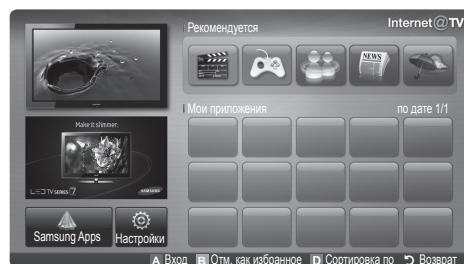 Internet@TV
Рекомендуется
NEWS
Мои приложения по дате 1/1
Make it slimmer.
LED TV SERIES 7 SAMSUNG
Samsung Apps Настройки
A Вход B Отм. как избранное D Сортировка по Возврат